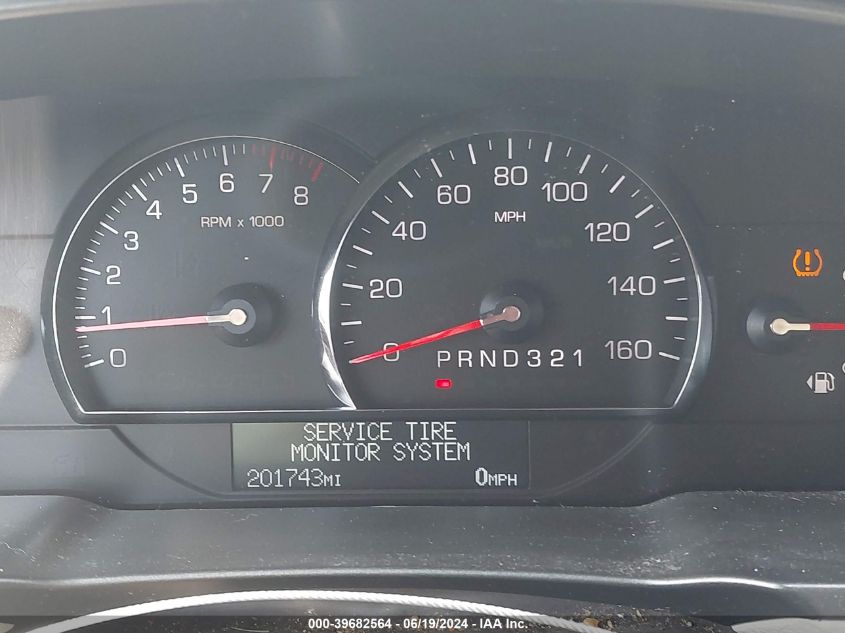 0 1 2 3 4 5 6 7 8
RPM x 1000
0 20 40 60 80 100 120 140 160
MPH
PRND321
SERVICE TIRE
MONITOR SYSTEM
201743MI 0MPH
000-39682564 - 06/19/2024 - IAA Inc.